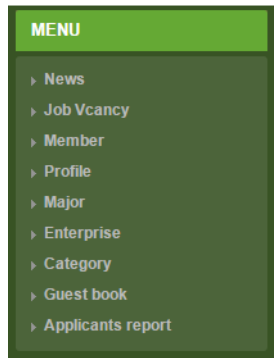 MENU
News
Job Vcancy
Member
Profile
Major
Enterprise
Category
Guest book
Applicants report